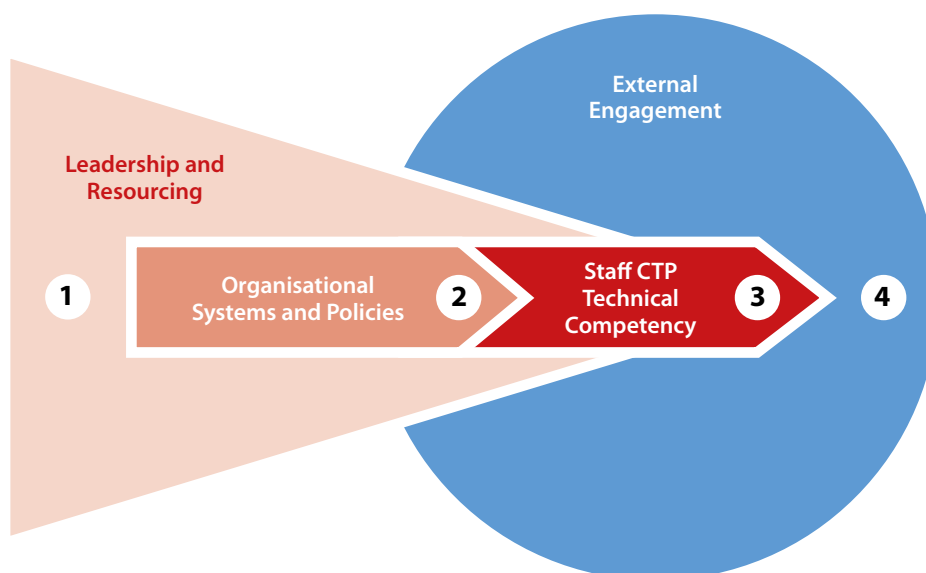 External
Engagement
Leadership and
Resourcing
1
Organisational
Systems and Policies
2
Staff CTP
Technical
Competency
3
4